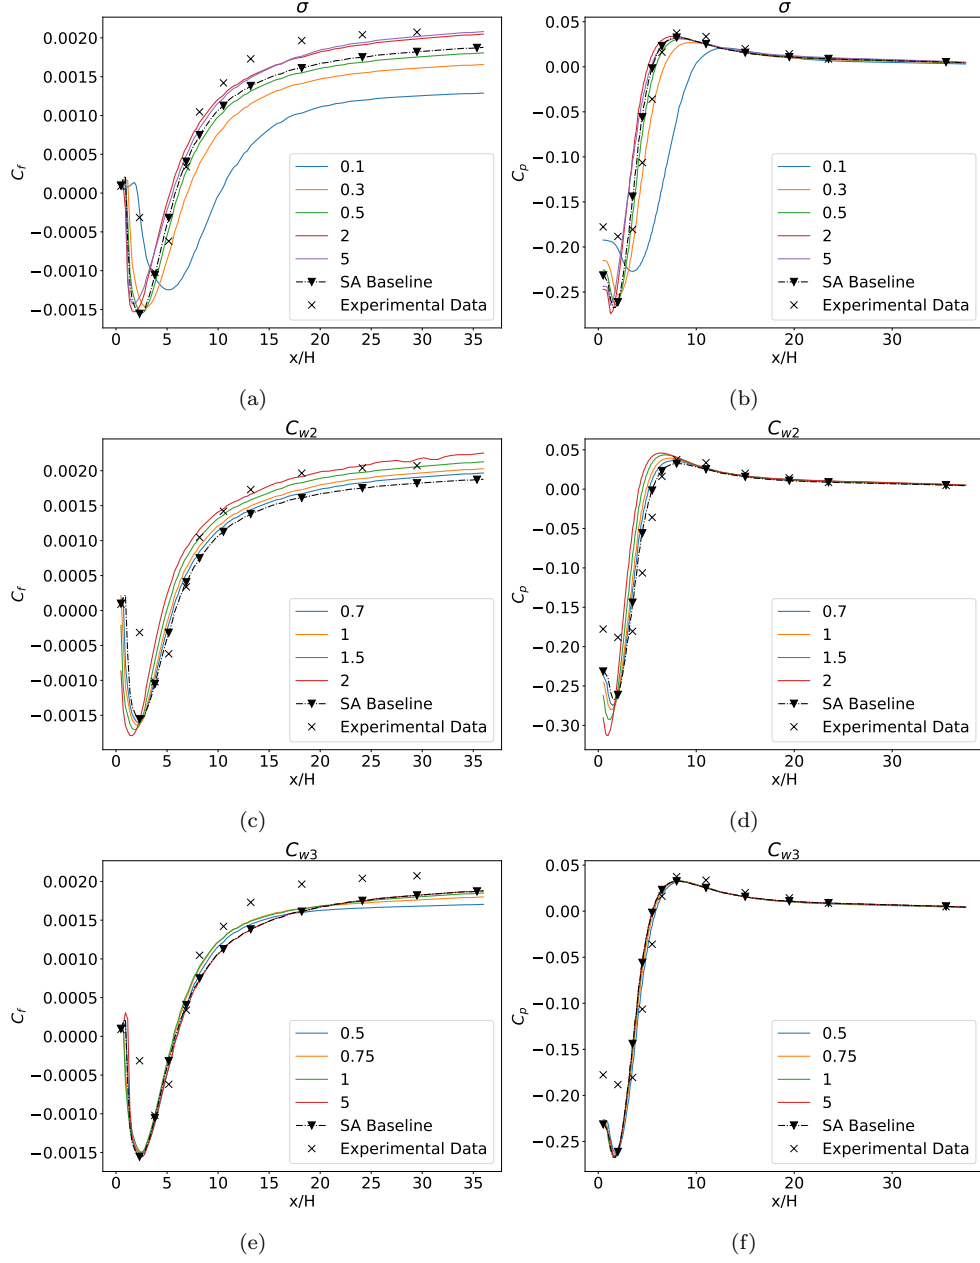 σ
0.0020
0.0015
0.0010
0.0005
0.0000
−0.0005
−0.0010
−0.0015
C_f
0 5 10 15 20 25 30 35
x/H
0.1
0.3
0.5
2
5
SA Baseline
Experimental Data
(a)
σ
0.05
0.00
−0.05
−0.10
−0.15
−0.20
−0.25
C_p
0 10 20 30
x/H
0.1
0.3
0.5
2
5
SA Baseline
Experimental Data
(b)
C_{w2}
0.0020
0.0015
0.0010
0.0005
0.0000
−0.0005
−0.0010
−0.0015
C_f
0 5 10 15 20 25 30 35
x/H
0.7
1
1.5
2
SA Baseline
Experimental Data
(c)
C_{w2}
0.05
0.00
−0.05
−0.10
−0.15
−0.20
−0.25
−0.30
C_p
0 10 20 30
x/H
0.7
1
1.5
2
SA Baseline
Experimental Data
(d)
C_{w3}
0.0020
0.0015
0.0010
0.0005
0.0000
−0.0005
−0.0010
−0.0015
C_f
0 5 10 15 20 25 30 35
x/H
0.5
0.75
1
5
SA Baseline
Experimental Data
(e)
C_{w3}
0.05
0.00
−0.05
−0.10
−0.15
−0.20
−0.25
C_p
0 10 20 30
x/H
0.5
0.75
1
5
SA Baseline
Experimental Data
(f)